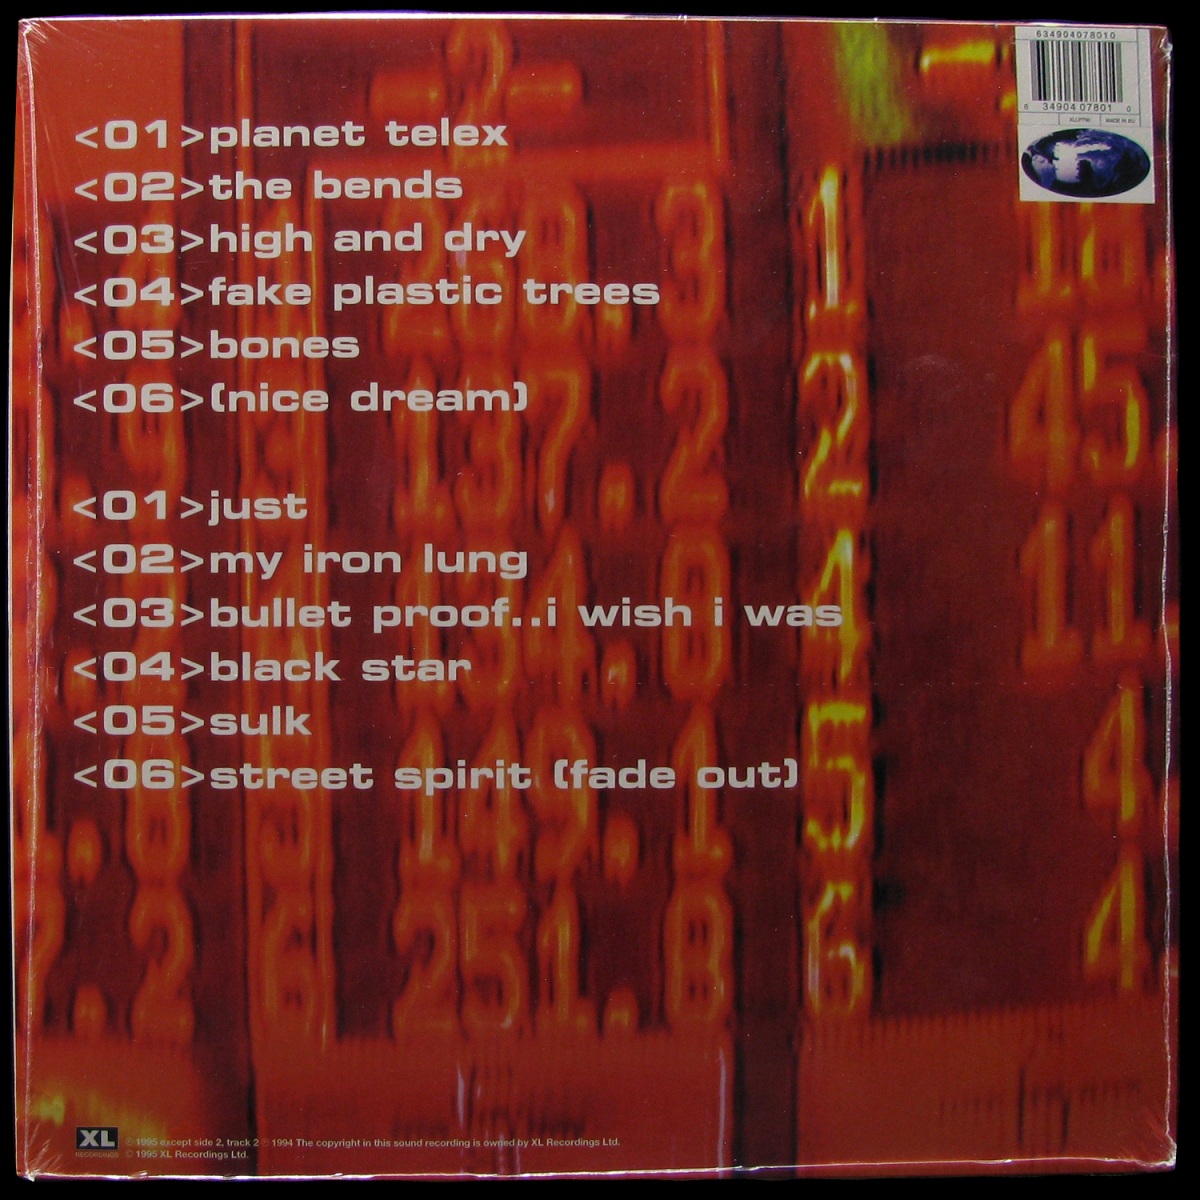 634904078010
6 34904 07801 0
MADE IN EU
<01>planet telex
<02>the bends
<03>high and dry
<04>fake plastic trees
<05>bones
<06>(nice dream)
<01>just
<02>my iron lung
<03>bullet proof..i wish i was
<04>black star
<05>sulk
<06>street spirit (fade out)
XL
RECORDINGS
℗ 1995 except side 2, track 2 ℗ 1994 The copyright in this sound recording is owned by XL Recordings Ltd.
© 1995 XL Recordings Ltd.